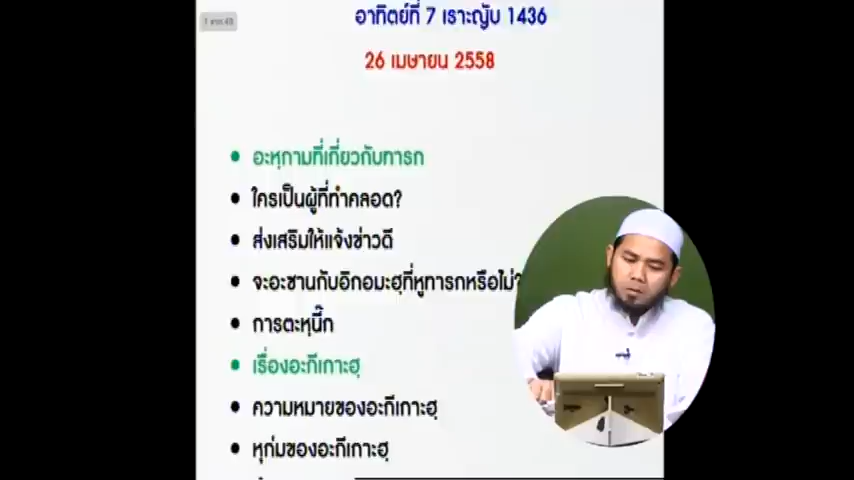 อาทิตย์ที่ 7 เราะญับ 1436
26 เมษายน 2558
อะหฺกามที่เกี่ยวกับทารก
ใครเป็นผู้ที่ทำคลอด?
ส่งเสริมให้แจ้งข่าวดี
จะอะซานกับอิกอมะฮฺที่หูทารกหรือไม่?
การตะหฺนี๊ก
เรื่องอะกีเกาะฮฺ
ความหมายของอะกีเกาะฮฺ
หุก่มของอะกีเกาะฮฺ